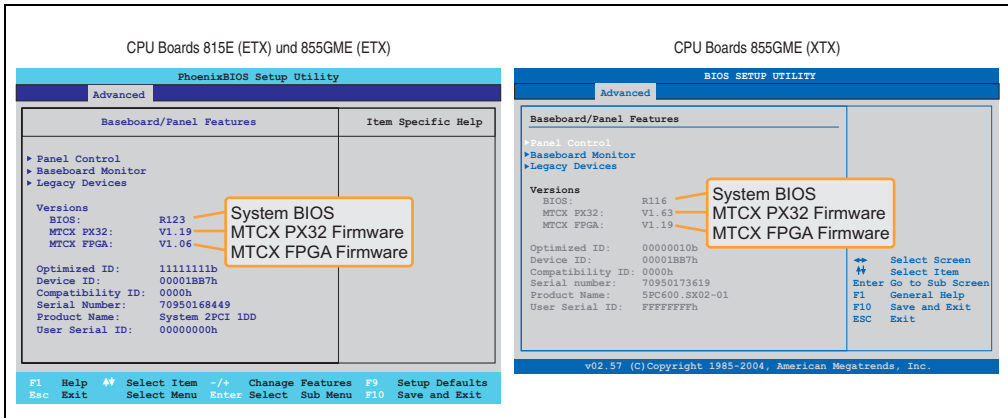 CPU Boards 815E (ETX) und 855GME (ETX)
PhoenixBIOS Setup Utility
Advanced
Baseboard/Panel Features
Item Specific Help
Panel Control
Baseboard Monitor
Legacy Devices
Versions
BIOS: R123
MTCX PX32: V1.19
MTCX FPGA: V1.06
System BIOS
MTCX PX32 Firmware
MTCX FPGA Firmware
Optimized ID: 11111111b
Device ID: 00001BB7h
Compatibility ID: 0000h
Serial Number: 70950168449
Product Name: System 2PCI 1DD
User Serial ID: 00000000h
F1 Help Select Item -/+ Chanage Features F9 Setup Defaults
Esc Exit Select Menu Enter Select Sub Menu F10 Save and Exit
CPU Boards 855GME (XTX)
BIOS SETUP UTILITY
Advanced
Baseboard/Panel Features
Panel Control
Baseboard Monitor
Legacy Devices
Versions
BIOS: R116
MTCX PX32: V1.63
MTCX FPGA: V1.19
System BIOS
MTCX PX32 Firmware
MTCX FPGA Firmware
Optimized ID: 00000010b
Device ID: 00001BB7h
Compatibility ID: 0000h
Serial number: 70950173619
Product Name: 5PC600.SX02-01
User Serial ID: FFFFFFFFh
Select Screen
Select Item
Enter Go to Sub Screen
F1 General Help
F10 Save and Exit
ESC Exit
v02.57 (C)Copyright 1985-2004, American Megatrends, Inc.